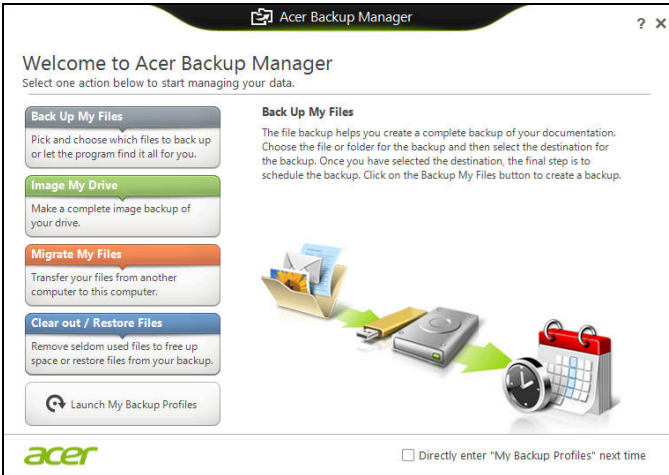 Acer Backup Manager
? ×
Welcome to Acer Backup Manager
Select one action below to start managing your data.
Back Up My Files
Pick and choose which files to back up
or let the program find it all for you.
Image My Drive
Make a complete image backup of
your drive.
Migrate My Files
Transfer your files from another
computer to this computer.
Clear out / Restore Files
Remove seldom used files to free up
space or restore files from your backup.
Launch My Backup Profiles
Back Up My Files
The file backup helps you create a complete backup of your documentation.
Choose the file or folder for the backup and then select the destination for
the backup. Once you have selected the destination, the final step is to
schedule the backup. Click on the Backup My Files button to create a backup.
acer
Directly enter "My Backup Profiles" next time